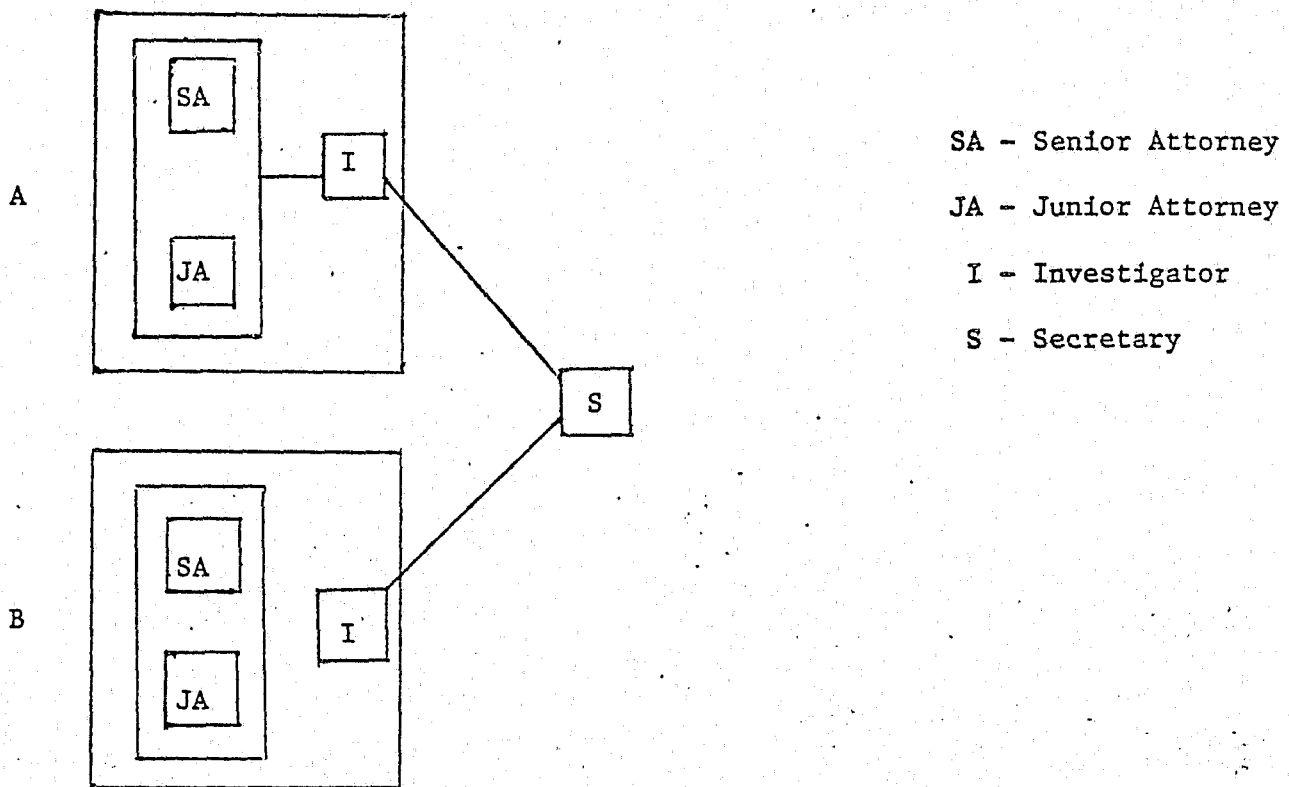 SA
I
A
JA
S
SA
B
I
JA
SA - Senior Attorney
JA - Junior Attorney
I - Investigator
S - Secretary